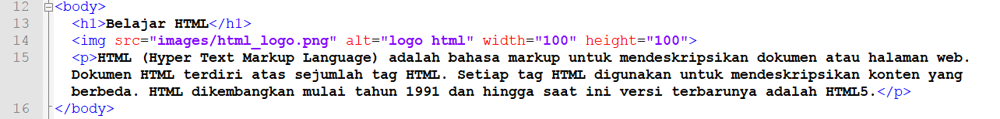 12 <body>
13 <h1>Belajar HTML</h1>
14 <img src="images/html_logo.png" alt="logo html" width="100" height="100">
15 <p>HTML (Hyper Text Markup Language) adalah bahasa markup untuk mendeskripsikan dokumen atau halaman web.
Dokumen HTML terdiri atas sejumlah tag HTML. Setiap tag HTML digunakan untuk mendeskripsikan konten yang
berbeda. HTML dikembangkan mulai tahun 1991 dan hingga saat ini versi terbarunya adalah HTML5.</p>
16 </body>